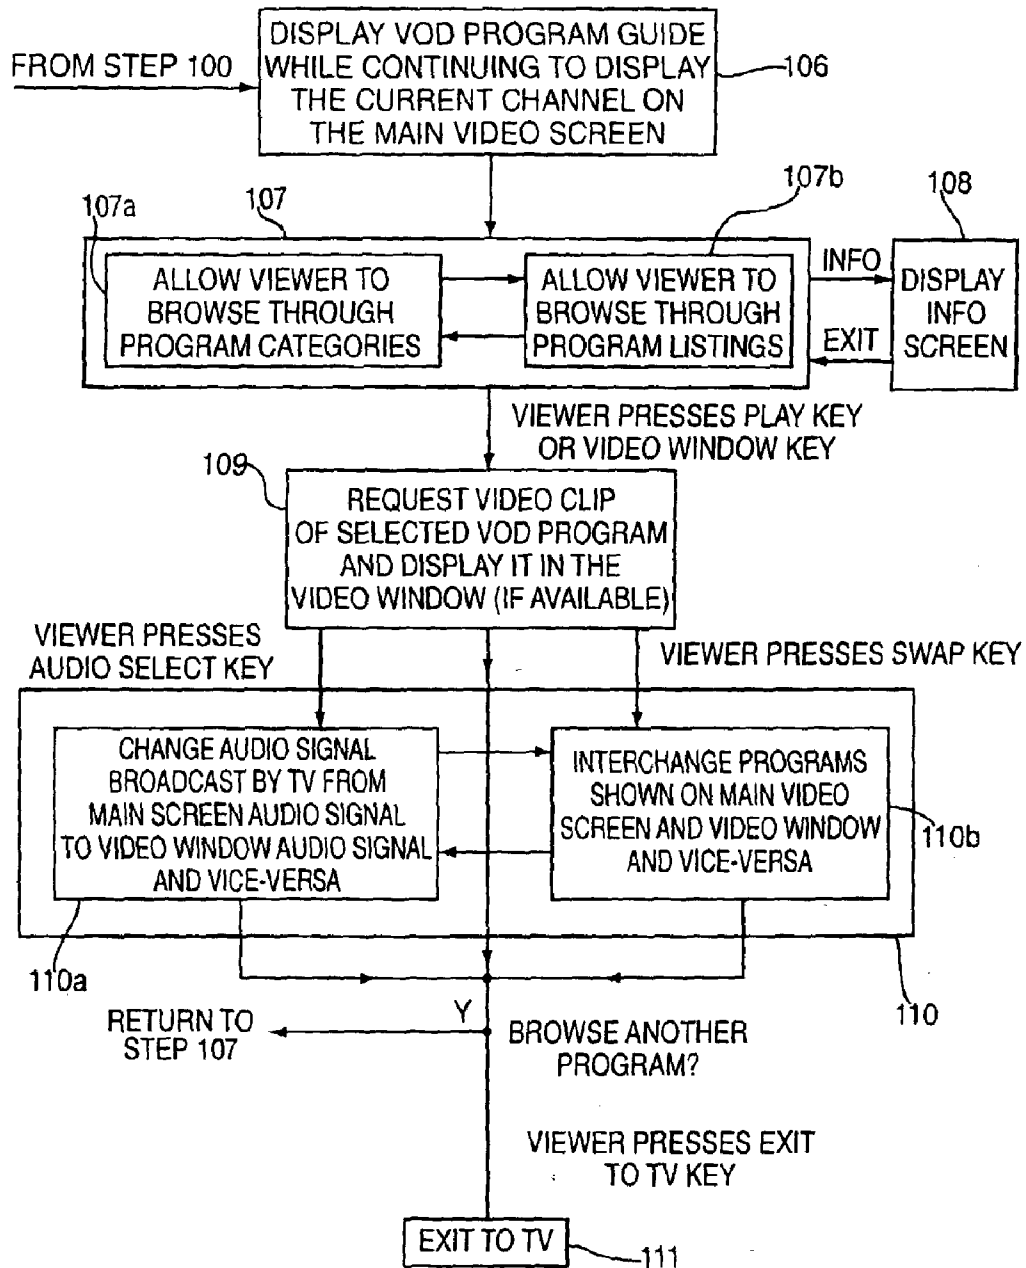 FROM STEP 100
DISPLAY VOD PROGRAM GUIDE
WHILE CONTINUING TO DISPLAY
THE CURRENT CHANNEL ON
THE MAIN VIDEO SCREEN
106
107a
107
107b
108
ALLOW VIEWER TO
BROWSE THROUGH
PROGRAM CATEGORIES
ALLOW VIEWER TO
BROWSE THROUGH
PROGRAM LISTINGS
INFO
EXIT
DISPLAY
INFO
SCREEN
VIEWER PRESSES PLAY KEY
OR VIDEO WINDOW KEY
109
REQUEST VIDEO CLIP
OF SELECTED VOD PROGRAM
AND DISPLAY IT IN THE
VIDEO WINDOW (IF AVAILABLE)
VIEWER PRESSES
AUDIO SELECT KEY
VIEWER PRESSES SWAP KEY
CHANGE AUDIO SIGNAL
BROADCAST BY TV FROM
MAIN SCREEN AUDIO SIGNAL
TO VIDEO WINDOW AUDIO SIGNAL
AND VICE-VERSA
INTERCHANGE PROGRAMS
SHOWN ON MAIN VIDEO
SCREEN AND VIDEO WINDOW
AND VICE-VERSA
110b
110a
110
Y
RETURN TO
STEP 107
BROWSE ANOTHER
PROGRAM?
VIEWER PRESSES EXIT
TO TV KEY
EXIT TO TV
111